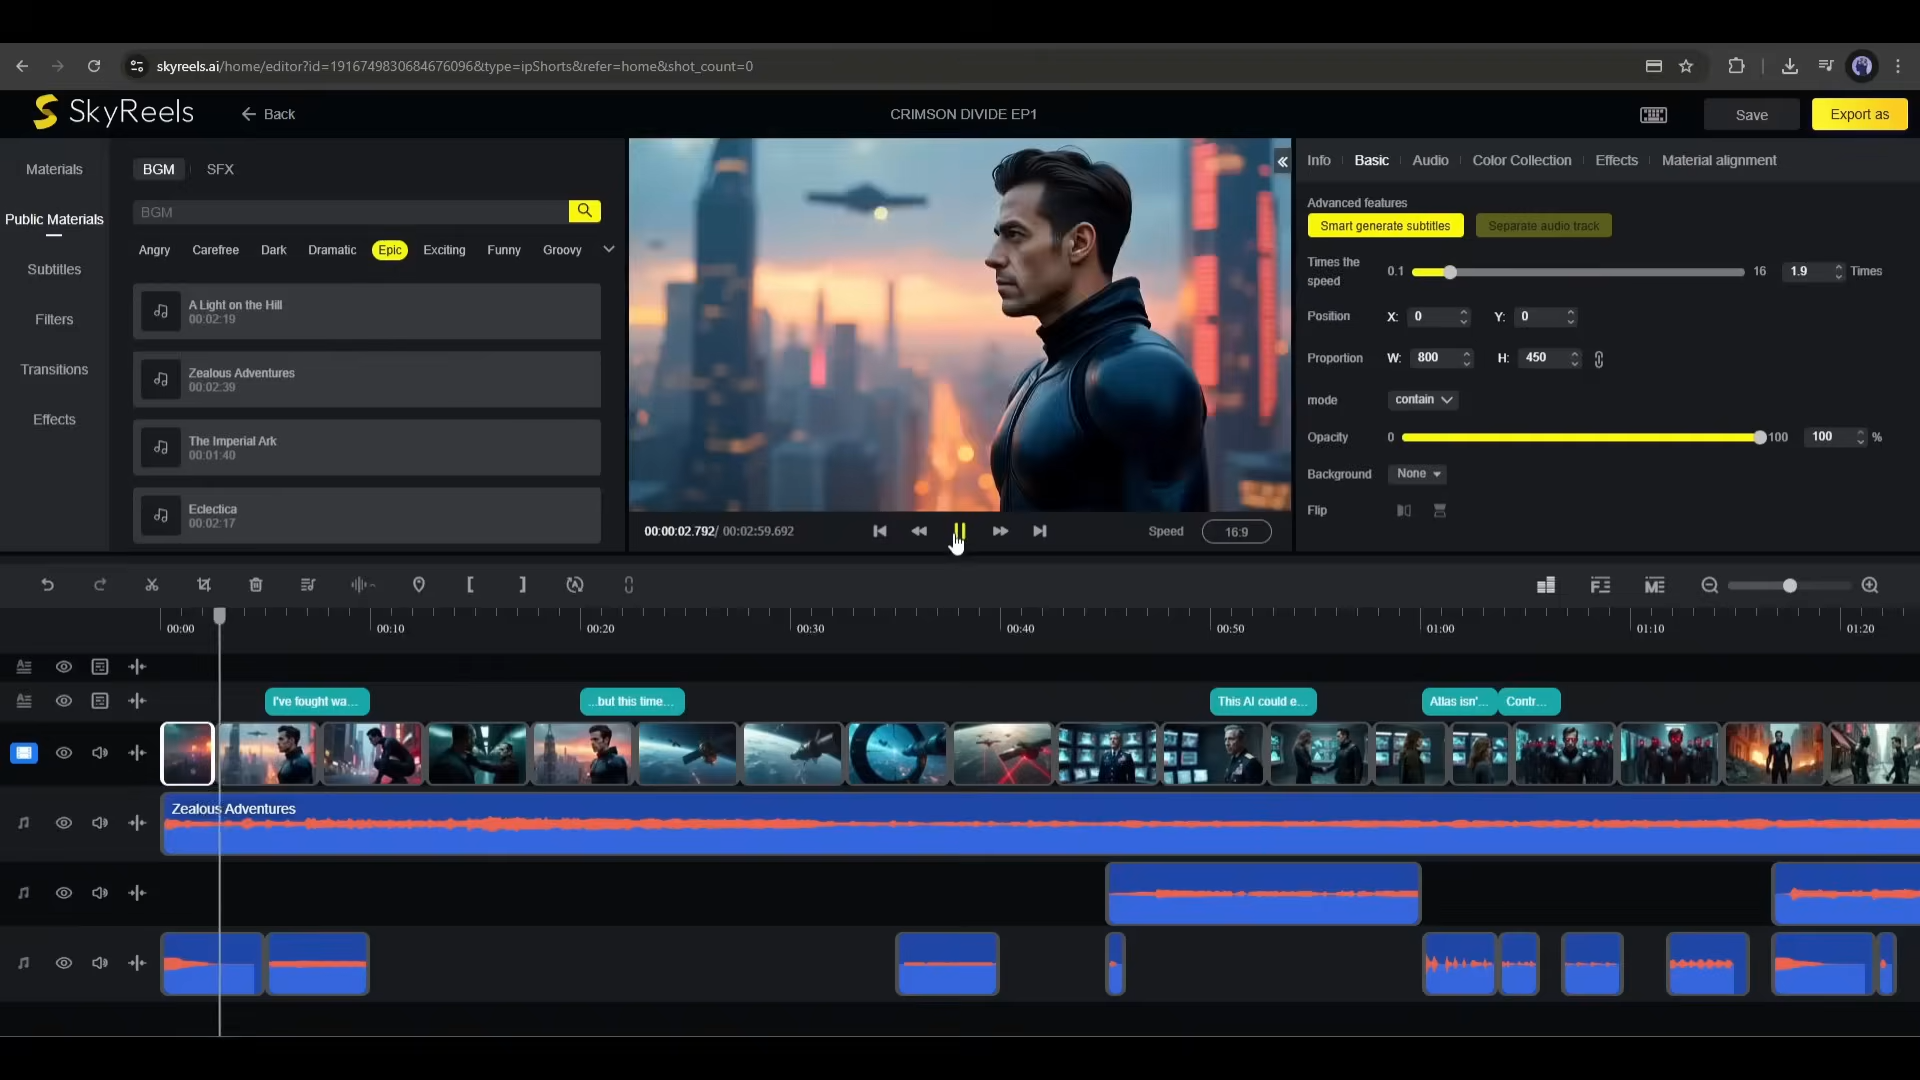 skyreels.ai/home/editor?id=1916749830684676096&type=ipShorts&refer=home&shot_count=0
SkyReels
Back
CRIMSON DIVIDE EP1
Save
Export as
Materials
Public Materials
Subtitles
Filters
Transitions
Effects
BGM
SFX
BGM
Angry
Carefree
Dark
Dramatic
Epic
Exciting
Funny
Groovy
A Light on the Hill
00:02:19
Zealous Adventures
00:02:39
The Imperial Ark
00:01:40
Eclectica
00:02:17
00:00:02.792/ 00:02:59.692
Speed
16:9
Info
Basic
Audio
Color Collection
Effects
Material alignment
Advanced features
Smart generate subtitles
Separate audio track
Times the
speed
0.1
16
1.9
Times
Position
X:
0
Y:
0
Proportion
W:
800
H:
450
mode
contain
Opacity
0
100
100
%
Background
None
Flip
00:00
00:10
00:20
00:30
00:40
00:50
01:00
01:10
01:20
I've fought wa...
...but this time...
This AI could e...
Atlas isn'...
Contr...
Zealous Adventures